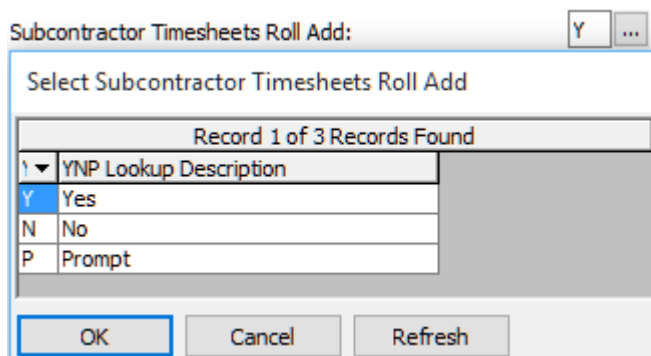 Subcontractor Timesheets Roll Add: Y ...
Select Subcontractor Timesheets Roll Add
Record 1 of 3 Records Found
YNP Lookup Description
Y Yes
N No
P Prompt
OK Cancel Refresh